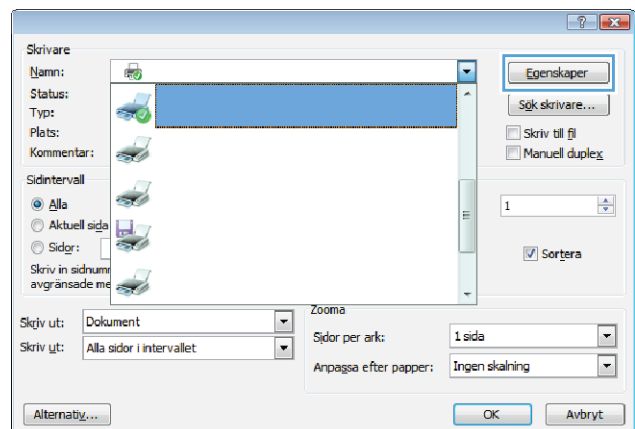 Skrivare
Namn:
Egenskaper
Status:
Sök skrivare...
Typ:
Plats:
Skriv till fil
Kommentar:
Manuell duplex
Sidintervall
Alla
1
Aktuell sida
Sidor:
Sortera
Skriv in sidnumr
avgränsade me
Zooma
Skriv ut:
Dokument
Sidor per ark:
1 sida
Skriv ut:
Alla sidor i intervallet
Anpassa efter papper:
Ingen skalning
Alternativ...
OK
Avbryt